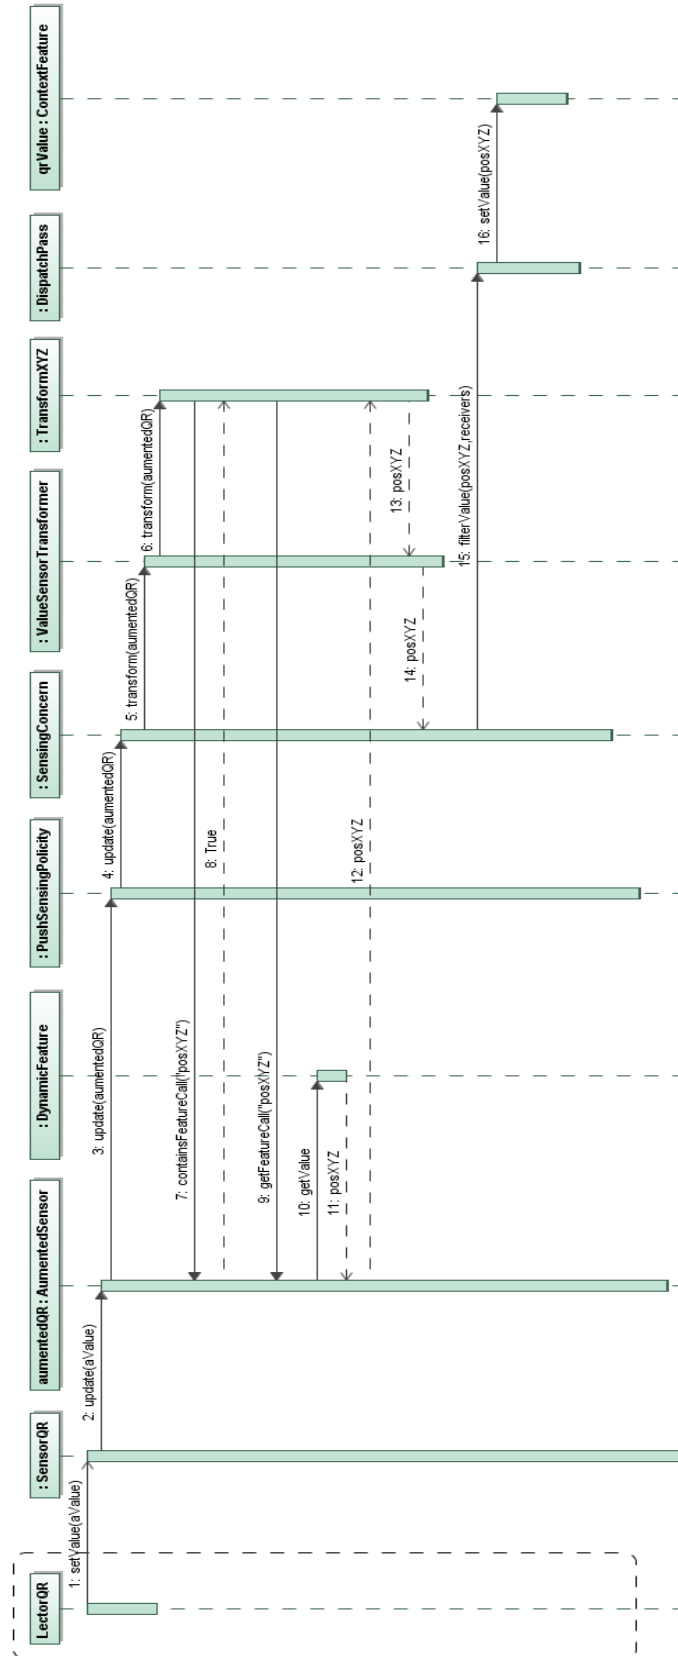 LectorQR
: SensorQR
aumentedQR : AumentedSensor
: DynamicFeature
: PushSensingPolicity
: SensingConcern
: ValueSensorTransformer
: TransformXYZ
: DispatchPass
qrValue : ContextFeature
1: setValue(aValue)
2: update(aValue)
3: update(aumentedQR)
4: update(aumentedQR)
5: transform(aumentedQR)
6: transform(aumentedQR)
7: containsFeatureCall("posXYZ")
8: True
9: getFeatureCall("posXYZ")
10: getValue
11: posXYZ
12: posXYZ
13: posXYZ
14: posXYZ
15: filterValue(posXYZ,receivers)
16: setValue(posXYZ)